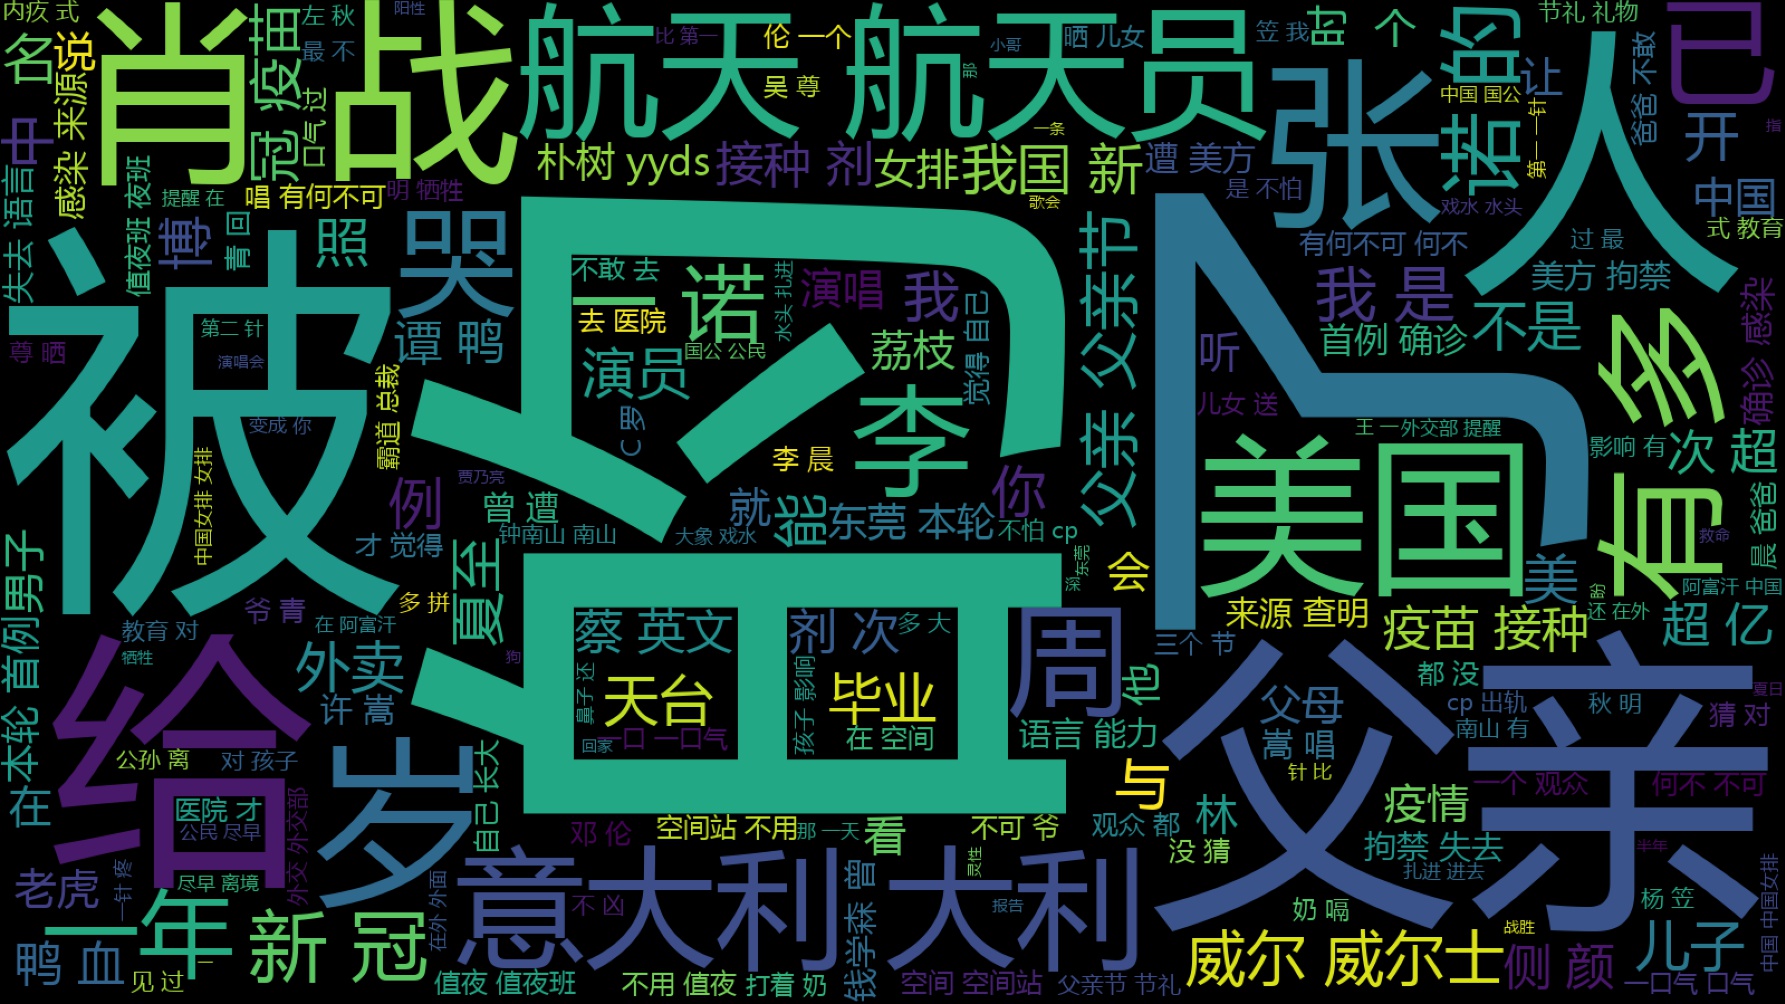 内疚 式
名
说
肖战
冠 疫苗
左 秋
最 不
阳性
口气 过
航天 航天员
比 第一
伦 一个
吴 尊
小哥
那
晒 儿女
笠 我
时 个
一条
节礼 礼物
的
让
已
人
爸爸 不敢
中国 国公
第一 一针
诺
张
开
指
中
感染 来源
语言
失去
值夜班 夜班
提醒 在
唱 有何不可
明 牺牲
朴树 yyds
接种 剂
女排
我国 新
遭 美方
是 不怕
歌会
戏水 水头
中国
式 教育
博
青 回
照
哭
被
尊 晒
第二 针
演唱会
变成 你
中国女排 女排
谭 鸭
霸道 总裁
不敢 去
一
去 医院
诺
国公 公民
水头 扎进
演唱
我
荔枝
觉得 自己
演员
C 罗
李
李 晨
父亲 父亲节
有何不可 何不
过 最
美方 拘禁
我 是
不是
首例 确诊
听
儿女 送
多
确诊 感染
王 一
外交部 提醒
影响 有
次 超
美国
有
美
晨 爸爸
救命
阿富汗 中国
盼
还 在外
超 亿
例
贾乃亮
曾 遭
钟南山 南山
大象 戏水
就
能
东莞 本轮
你
不怕 cp
才 觉得
夏至
会
来源 查明
疫苗 接种
三个 节
男子
首例
本轮
在
教育 对
牺牲
爷 青
在 阿富汗
多 拼
给
外卖
许 嵩
狗
蔡 英文
剂 次
多 大
鼻子 还
天台
孩子 影响
毕业
在 空间
回家
一口 一口气
周
他
语言 能力
父母
嵩 唱
针 比
父亲
都 没
cp 出轨
南山 有
秋 明
猜 对
夏日
公孙 离
对 孩子
医院 才
公民 尽早
外交 外交部
尽早 离境
岁
自己 长大
与
观众 都
林
没 猜
疫情
拘禁 失去
扎进 进去
一个 观众
何不 不可
半年
邓 伦
空间站 不用
那 一天
看
不可 爷
老虎
一针 疼
一年
鸭 血
见 过
新 冠
在外 外面
意大利 大利
不 凶
钱学森 曾
灵性
报告
奶 嗝
战胜
杨 笠
中国 中国女排
值夜 值夜班
不用 值夜
打着 奶
空间 空间站
父亲节 节礼
威尔 威尔士
侧 颜
儿子
一口气 口气